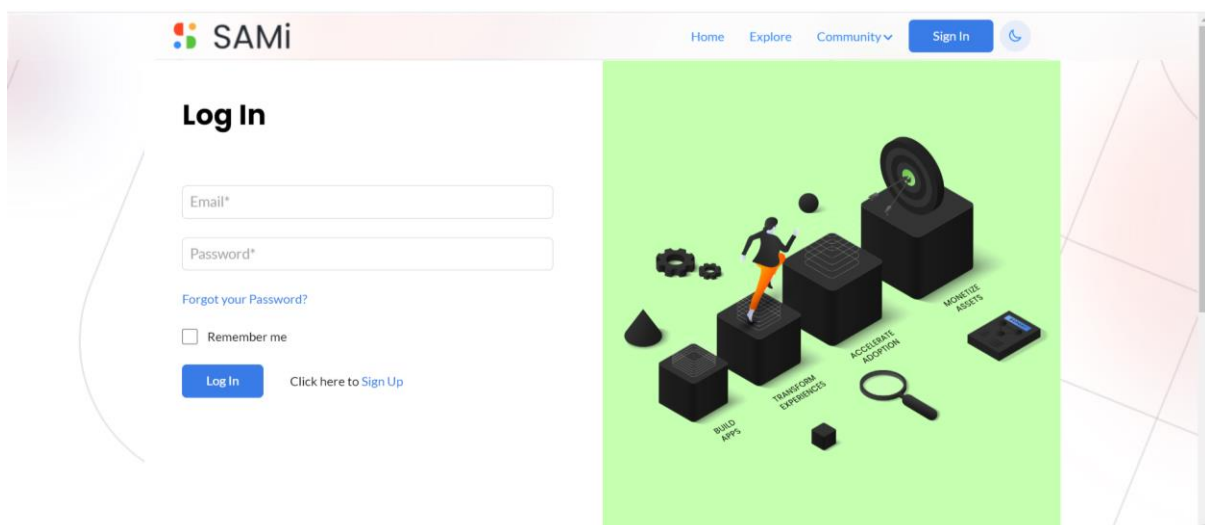 SAMi
Home Explore Community Sign In
Log In
Email*
Password*
Forgot your Password?
Remember me
Log In Click here to Sign Up
MONETIZE
ASSETS
ACCELERATE
ADOPTION
TRANSFORM
EXPERIENCES
BUILD
APPS